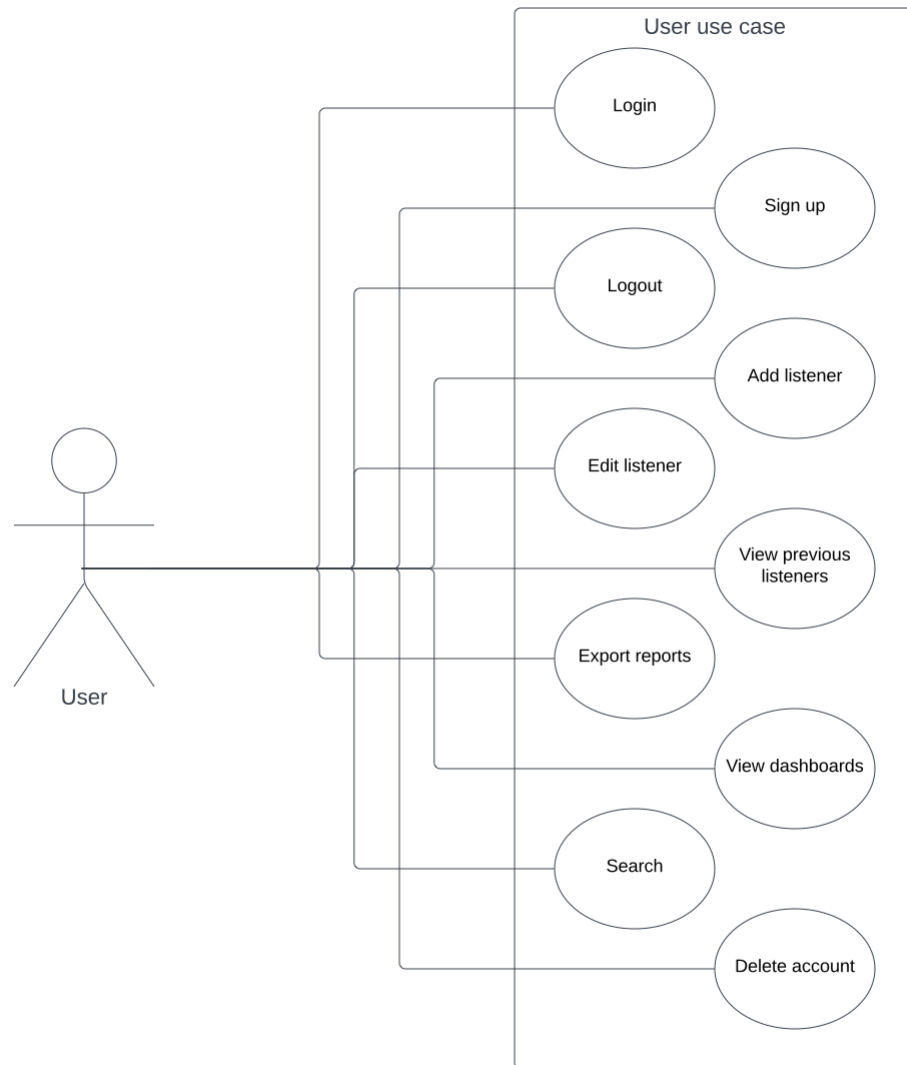 User use case
Login
Sign up
Logout
Add listener
Edit listener
View previous
listeners
Export reports
User
View dashboards
Search
Delete account